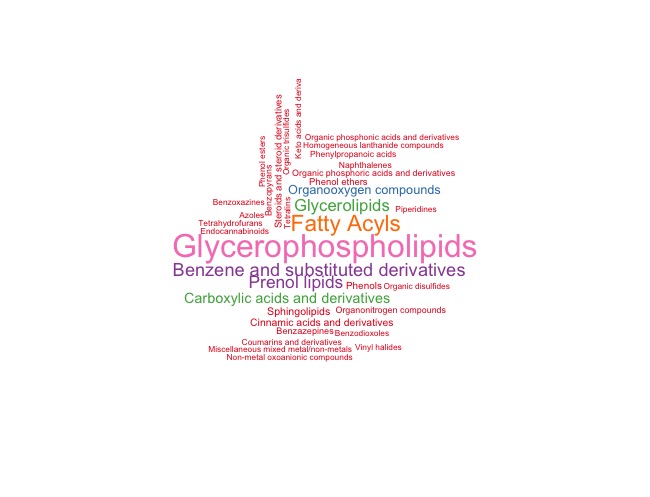 Keto acids and deriva
Steroids and steroid derivatives
Organic trisulfides
Phenol esters
Benzopyrans
Tetralins
Organic phosphonic acids and derivatives
Homogeneous lanthanide compounds
Phenylpropanoic acids
Naphthalenes
Organic phosphoric acids and derivatives
Phenol ethers
Organooxygen compounds
Benzoxazines
Glycerolipids
Piperidines
Azoles
Tetrahydrofurans
Fatty Acyls
Endocannabinoids
Glycerophospholipids
Benzene and substituted derivatives
Prenol lipids
Phenols
Organic disulfides
Carboxylic acids and derivatives
Sphingolipids
Organonitrogen compounds
Cinnamic acids and derivatives
Benzazepines
Benzodioxoles
Coumarins and derivatives
Miscellaneous mixed metal/non-metals
Vinyl halides
Non-metal oxoanionic compounds